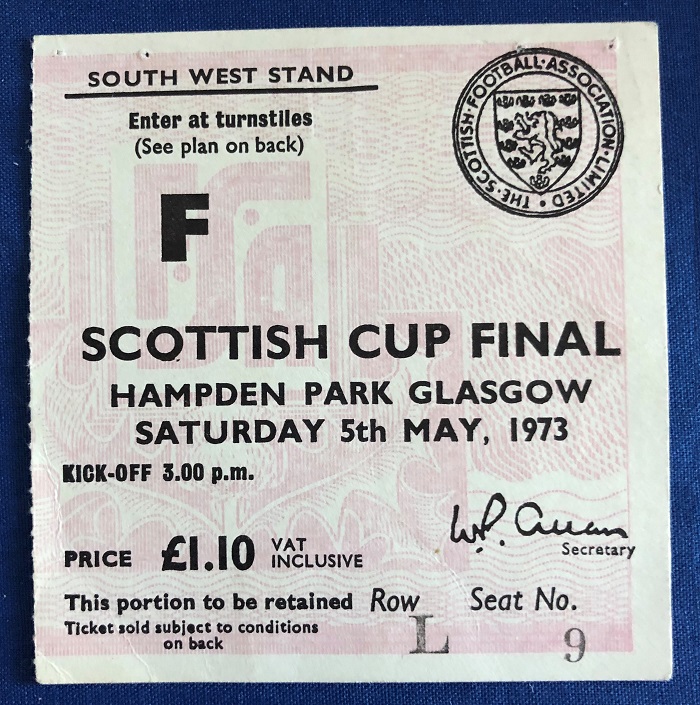 SOUTH WEST STAND
THE·SCOTTISH·FOOTBALL·ASSOCIATION·LIMITED·
Enter at turnstiles
(See plan on back)
F
SCOTTISH CUP FINAL
HAMPDEN PARK GLASGOW
SATURDAY 5th MAY, 1973
KICK-OFF 3.00 p.m.
W.P. Allan
Secretary
PRICE £1.10 VAT INCLUSIVE
This portion to be retained Row Seat No.
L 9
Ticket sold subject to conditions
on back